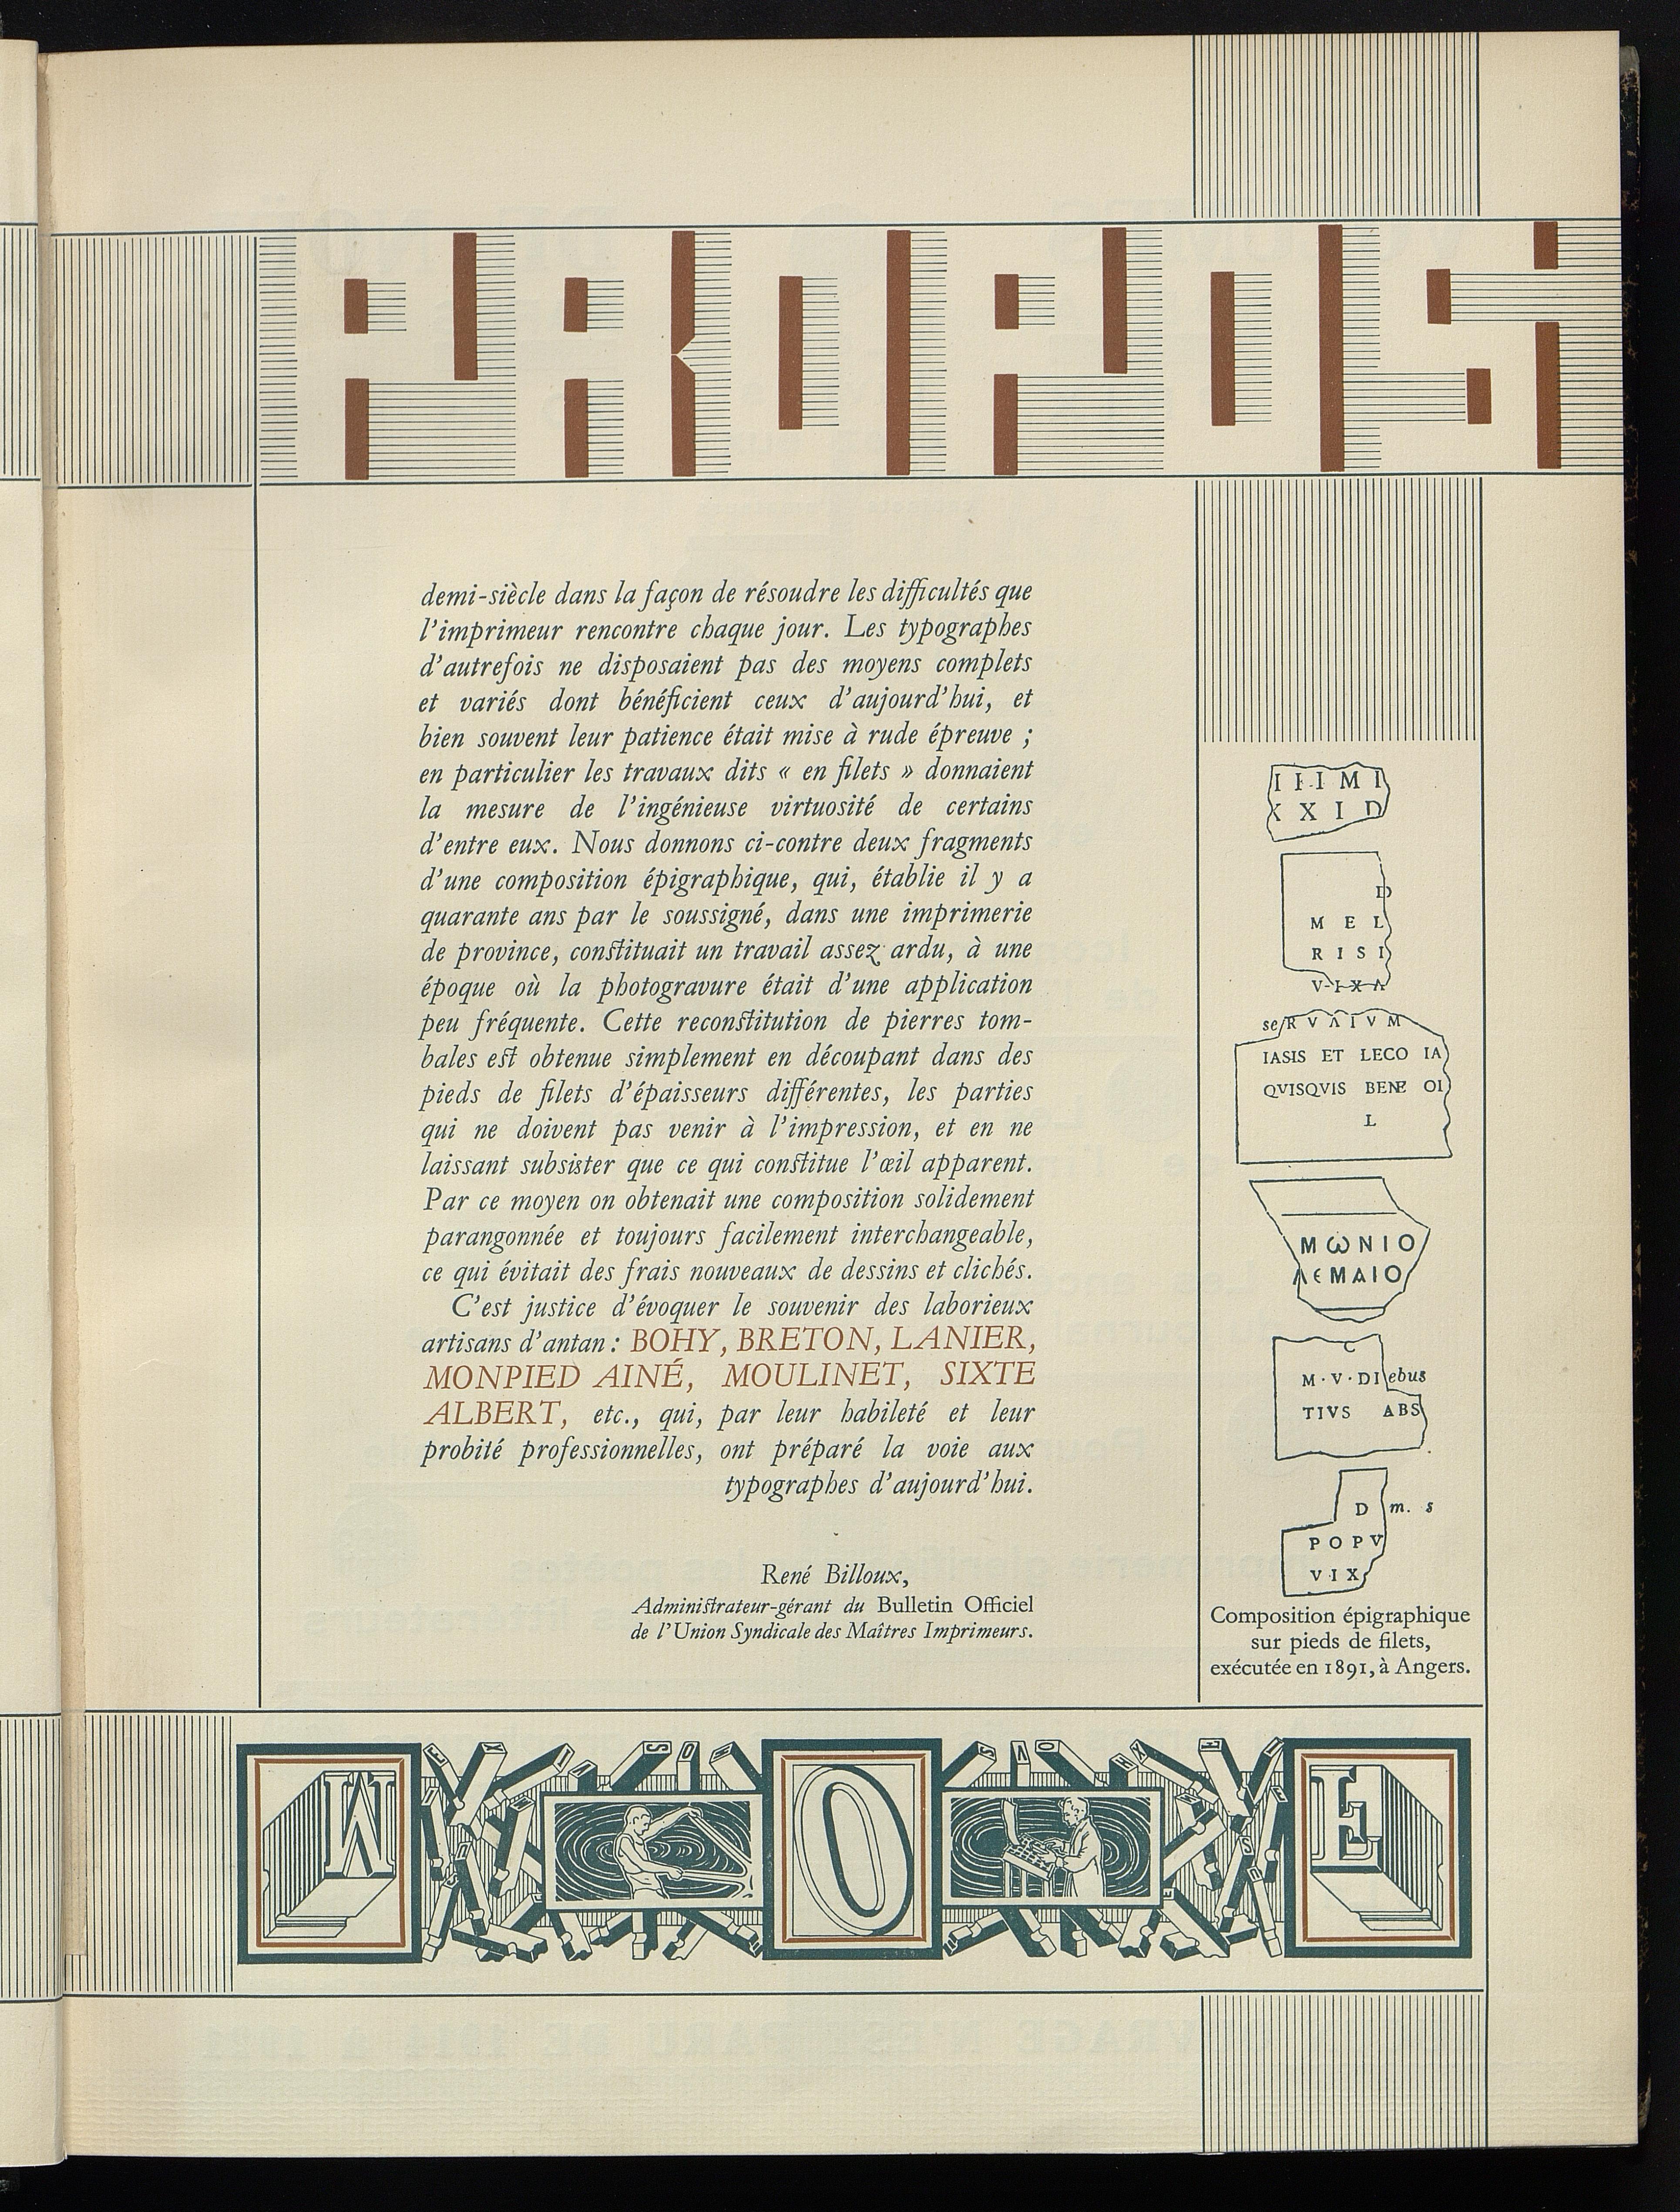 PROPOS
demi-siècle dans la façon de résoudre les difficultés que
l'imprimeur rencontre chaque jour. Les typographes
d'autrefois ne disposaient pas des moyens complets
et variés dont bénéficient ceux d'aujourd'hui, et
bien souvent leur patience était mise à rude épreuve ;
en particulier les travaux dits « en filets » donnaient
la mesure de l'ingénieuse virtuosité de certains
d'entre eux. Nous donnons ci-contre deux fragments
d'une composition épigraphique, qui, établie il y a
quarante ans par le soussigné, dans une imprimerie
de province, constituait un travail assez ardu, à une
époque où la photogravure était d'une application
peu fréquente. Cette reconstitution de pierres tom-
bales est obtenue simplement en découpant dans des
pieds de filets d'épaisseurs différentes, les parties
qui ne doivent pas venir à l'impression, et en ne
laissant subsister que ce qui constitue l'œil apparent.
Par ce moyen on obtenait une composition solidement
parangonnée et toujours facilement interchangeable,
ce qui évitait des frais nouveaux de dessins et clichés.
C'est justice d'évoquer le souvenir des laborieux
artisans d'antan : BOHY, BRETON, LANIER,
MONPIED AINÉ, MOULINET, SIXTE
ALBERT, etc., qui, par leur habileté et leur
probité professionnelles, ont préparé la voie aux
typographes d'aujourd'hui.
René Billoux,
Administrateur-gérant du Bulletin Officiel
de l'Union Syndicale des Maîtres Imprimeurs.
X X I D
D
M E L
R I S I
V I X A
IASIS ET LECO IA
QVISQVIS BENE OI
L
MѠNIO
ΛЄMAIO
C
M·V·DIebus
TIVS ABS
D m. s
POPV
VIX
Composition épigraphique
sur pieds de filets,
exécutée en 1891, à Angers.
M O E